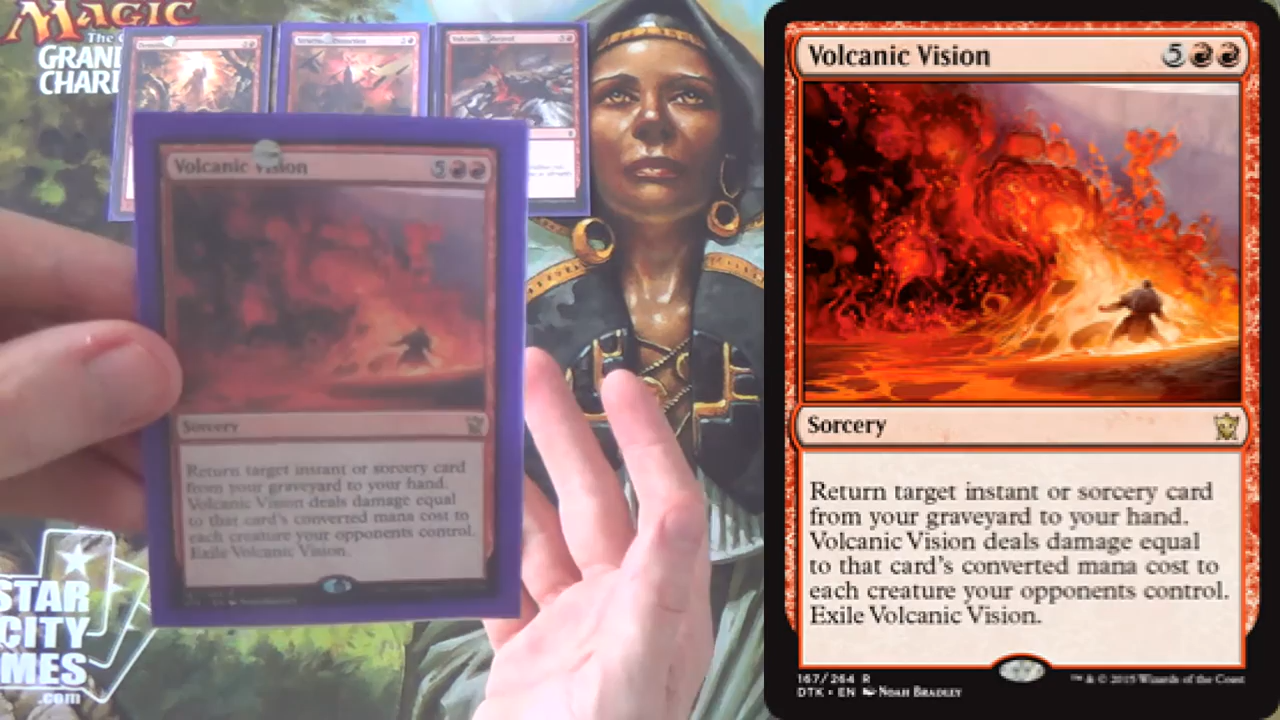 MAGIC
GRAND
Volcanic Vision
5
Sorcery
Return target instant or sorcery card
from your graveyard to your hand.
Volcanic Vision deals damage equal
to that card's converted mana cost to
each creature your opponents control.
Exile Volcanic Vision.
STAR
CITY
.com
Volcanic Vision
5
Sorcery
Return target instant or sorcery card
from your graveyard to your hand.
Volcanic Vision deals damage equal
to that card's converted mana cost to
each creature your opponents control.
Exile Volcanic Vision.
167/264 R
DTK • EN Noah Bradley
™ & © 2015 Wizards of the Coast